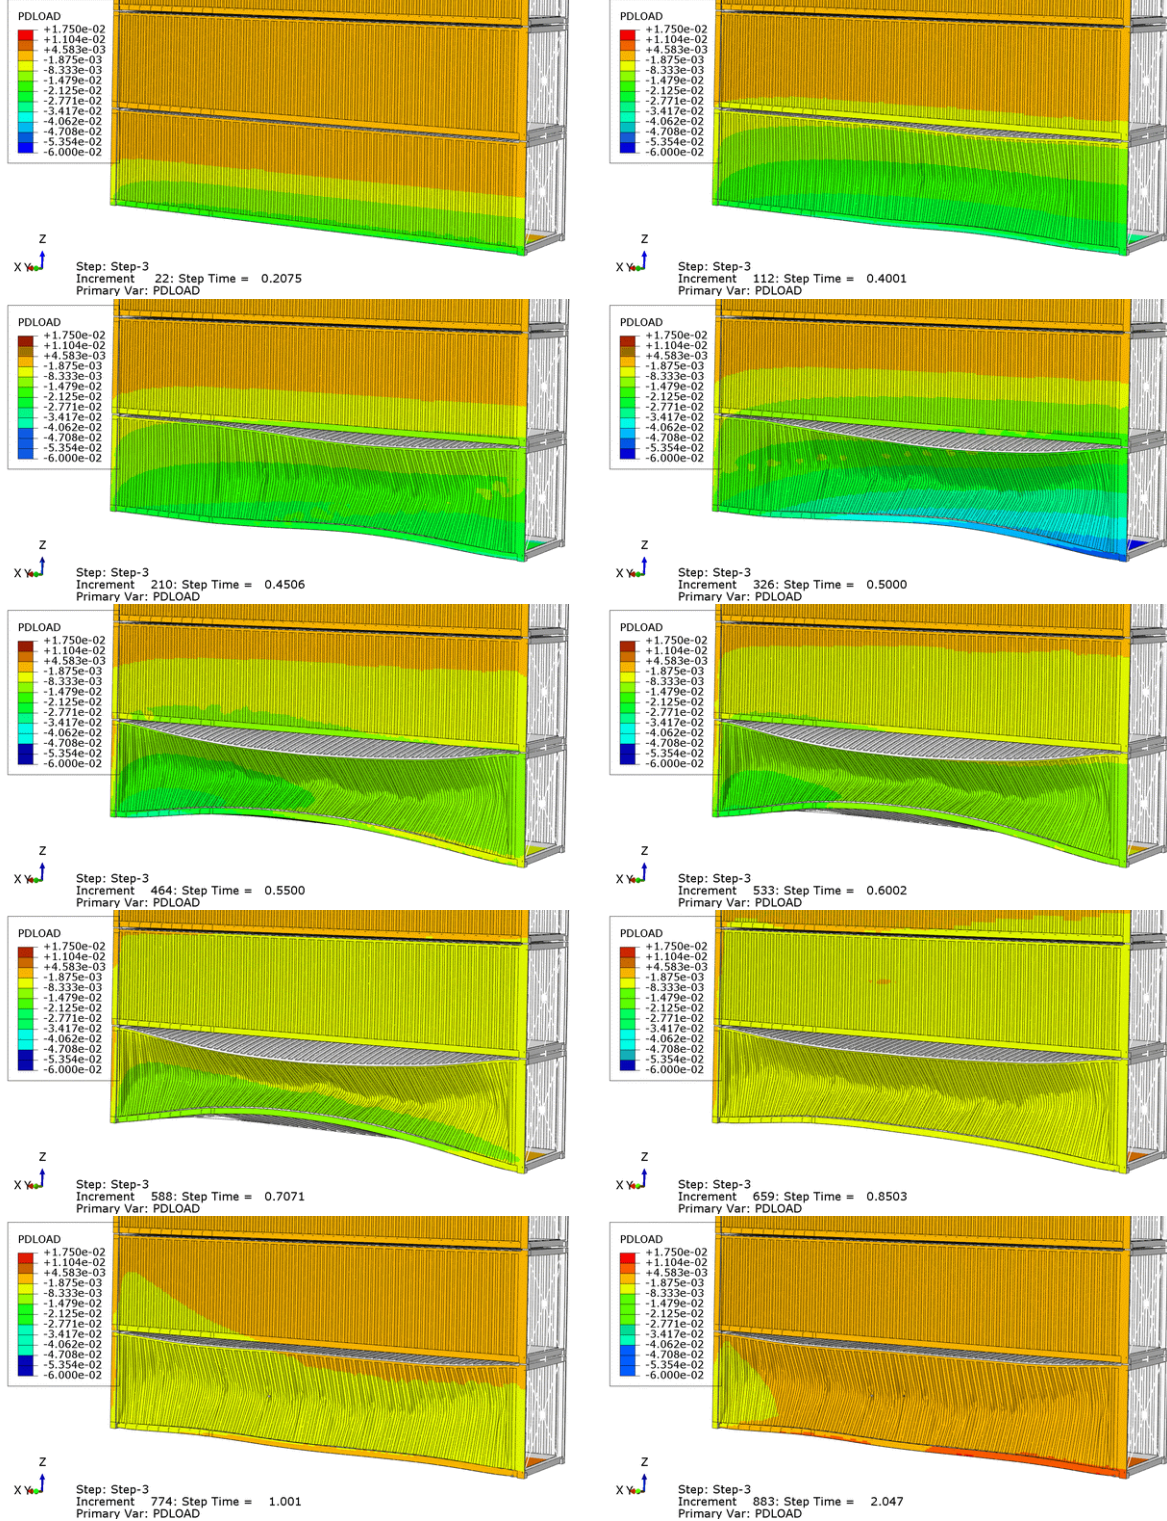 PDLOAD
+1.750e-02
+1.104e-02
+4.583e-03
-1.875e-03
-8.333e-03
-1.479e-02
-2.125e-02
-2.771e-02
-3.417e-02
-4.062e-02
-4.708e-02
-5.354e-02
-6.000e-02
Z
X Y
Step: Step-3
Increment 22: Step Time = 0.2075
Primary Var: PDLOAD
PDLOAD
+1.750e-02
+1.104e-02
+4.583e-03
-1.875e-03
-8.333e-03
-1.479e-02
-2.125e-02
-2.771e-02
-3.417e-02
-4.062e-02
-4.708e-02
-5.354e-02
-6.000e-02
Z
X Y
Step: Step-3
Increment 112: Step Time = 0.4001
Primary Var: PDLOAD
PDLOAD
+1.750e-02
+1.104e-02
+4.583e-03
-1.875e-03
-8.333e-03
-1.479e-02
-2.125e-02
-2.771e-02
-3.417e-02
-4.062e-02
-4.708e-02
-5.354e-02
-6.000e-02
Z
X Y
Step: Step-3
Increment 210: Step Time = 0.4506
Primary Var: PDLOAD
PDLOAD
+1.750e-02
+1.104e-02
+4.583e-03
-1.875e-03
-8.333e-03
-1.479e-02
-2.125e-02
-2.771e-02
-3.417e-02
-4.062e-02
-4.708e-02
-5.354e-02
-6.000e-02
Z
X Y
Step: Step-3
Increment 326: Step Time = 0.5000
Primary Var: PDLOAD
PDLOAD
+1.750e-02
+1.104e-02
+4.583e-03
-1.875e-03
-8.333e-03
-1.479e-02
-2.125e-02
-2.771e-02
-3.417e-02
-4.062e-02
-4.708e-02
-5.354e-02
-6.000e-02
Z
X Y
Step: Step-3
Increment 464: Step Time = 0.5500
Primary Var: PDLOAD
PDLOAD
+1.750e-02
+1.104e-02
+4.583e-03
-1.875e-03
-8.333e-03
-1.479e-02
-2.125e-02
-2.771e-02
-3.417e-02
-4.062e-02
-4.708e-02
-5.354e-02
-6.000e-02
Z
X Y
Step: Step-3
Increment 533: Step Time = 0.6002
Primary Var: PDLOAD
PDLOAD
+1.750e-02
+1.104e-02
+4.583e-03
-1.875e-03
-8.333e-03
-1.479e-02
-2.125e-02
-2.771e-02
-3.417e-02
-4.062e-02
-4.708e-02
-5.354e-02
-6.000e-02
Z
X Y
Step: Step-3
Increment 588: Step Time = 0.7071
Primary Var: PDLOAD
PDLOAD
+1.750e-02
+1.104e-02
+4.583e-03
-1.875e-03
-8.333e-03
-1.479e-02
-2.125e-02
-2.771e-02
-3.417e-02
-4.062e-02
-4.708e-02
-5.354e-02
-6.000e-02
Z
X Y
Step: Step-3
Increment 659: Step Time = 0.8503
Primary Var: PDLOAD
PDLOAD
+1.750e-02
+1.104e-02
+4.583e-03
-1.875e-03
-8.333e-03
-1.479e-02
-2.125e-02
-2.771e-02
-3.417e-02
-4.062e-02
-4.708e-02
-5.354e-02
-6.000e-02
Z
X Y
Step: Step-3
Increment 774: Step Time = 1.001
Primary Var: PDLOAD
PDLOAD
+1.750e-02
+1.104e-02
+4.583e-03
-1.875e-03
-8.333e-03
-1.479e-02
-2.125e-02
-2.771e-02
-3.417e-02
-4.062e-02
-4.708e-02
-5.354e-02
-6.000e-02
Z
X Y
Step: Step-3
Increment 883: Step Time = 2.047
Primary Var: PDLOAD